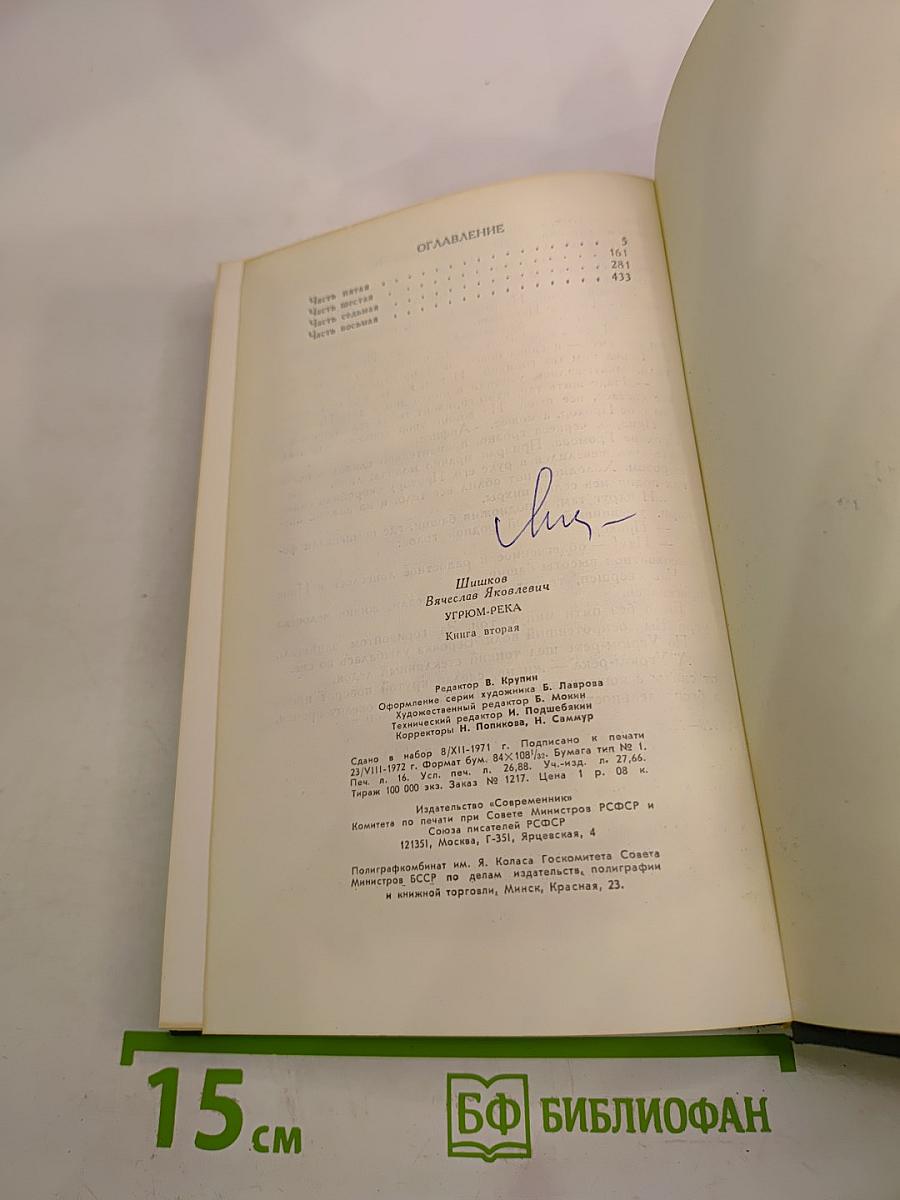 ОГЛАВЛЕНИЕ
Часть пятая . . . . . . . . . . . . . . 5
Часть шестая . . . . . . . . . . . . . 161
Часть седьмая . . . . . . . . . . . . . 281
Часть восьмая . . . . . . . . . . . . . 433
Шишков
Вячеслав Яковлевич
УГРЮМ-РЕКА
Книга вторая
Редактор В. Крупин
Оформление серии художника Б. Лаврова
Художественный редактор Б. Мокин
Технический редактор И. Подшебякин
Корректоры Н. Попикова, Н. Саммур
Сдано в набор 8/XII-1971 г. Подписано к печати
23/VIII-1972 г. Формат бум. 84×108¹/₃₂. Бумага тип № 1.
Печ. л. 16. Усл. печ. л. 26,88. Уч.-изд. л. 27,66.
Тираж 100 000 экз. Заказ № 1217. Цена 1 р. 08 к.
Издательство «Современник»
Комитета по печати при Совете Министров РСФСР и
Союза писателей РСФСР
121351, Москва, Г-351, Ярцевская, 4
Полиграфкомбинат им. Я. Коласа Госкомитета Совета
Министров БССР по делам издательств, полиграфии
и книжной торговли, Минск, Красная, 23.
15 см
БФ БИБЛИОФАН